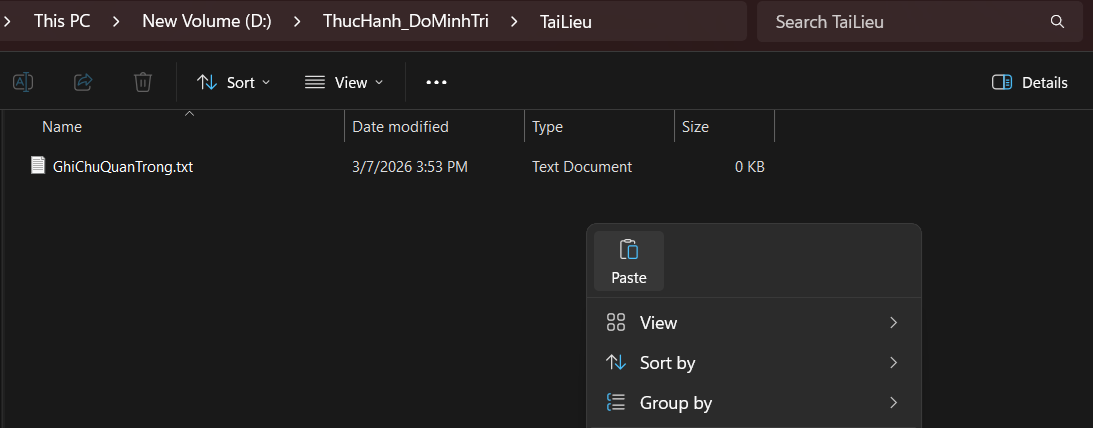 This PC > New Volume (D:) > ThucHanh_DoMinhTri > TaiLieu
Search TaiLieu
Sort
View
Details
Name Date modified Type Size
GhiChuQuanTrong.txt 3/7/2026 3:53 PM Text Document 0 KB
Paste
View
Sort by
Group by